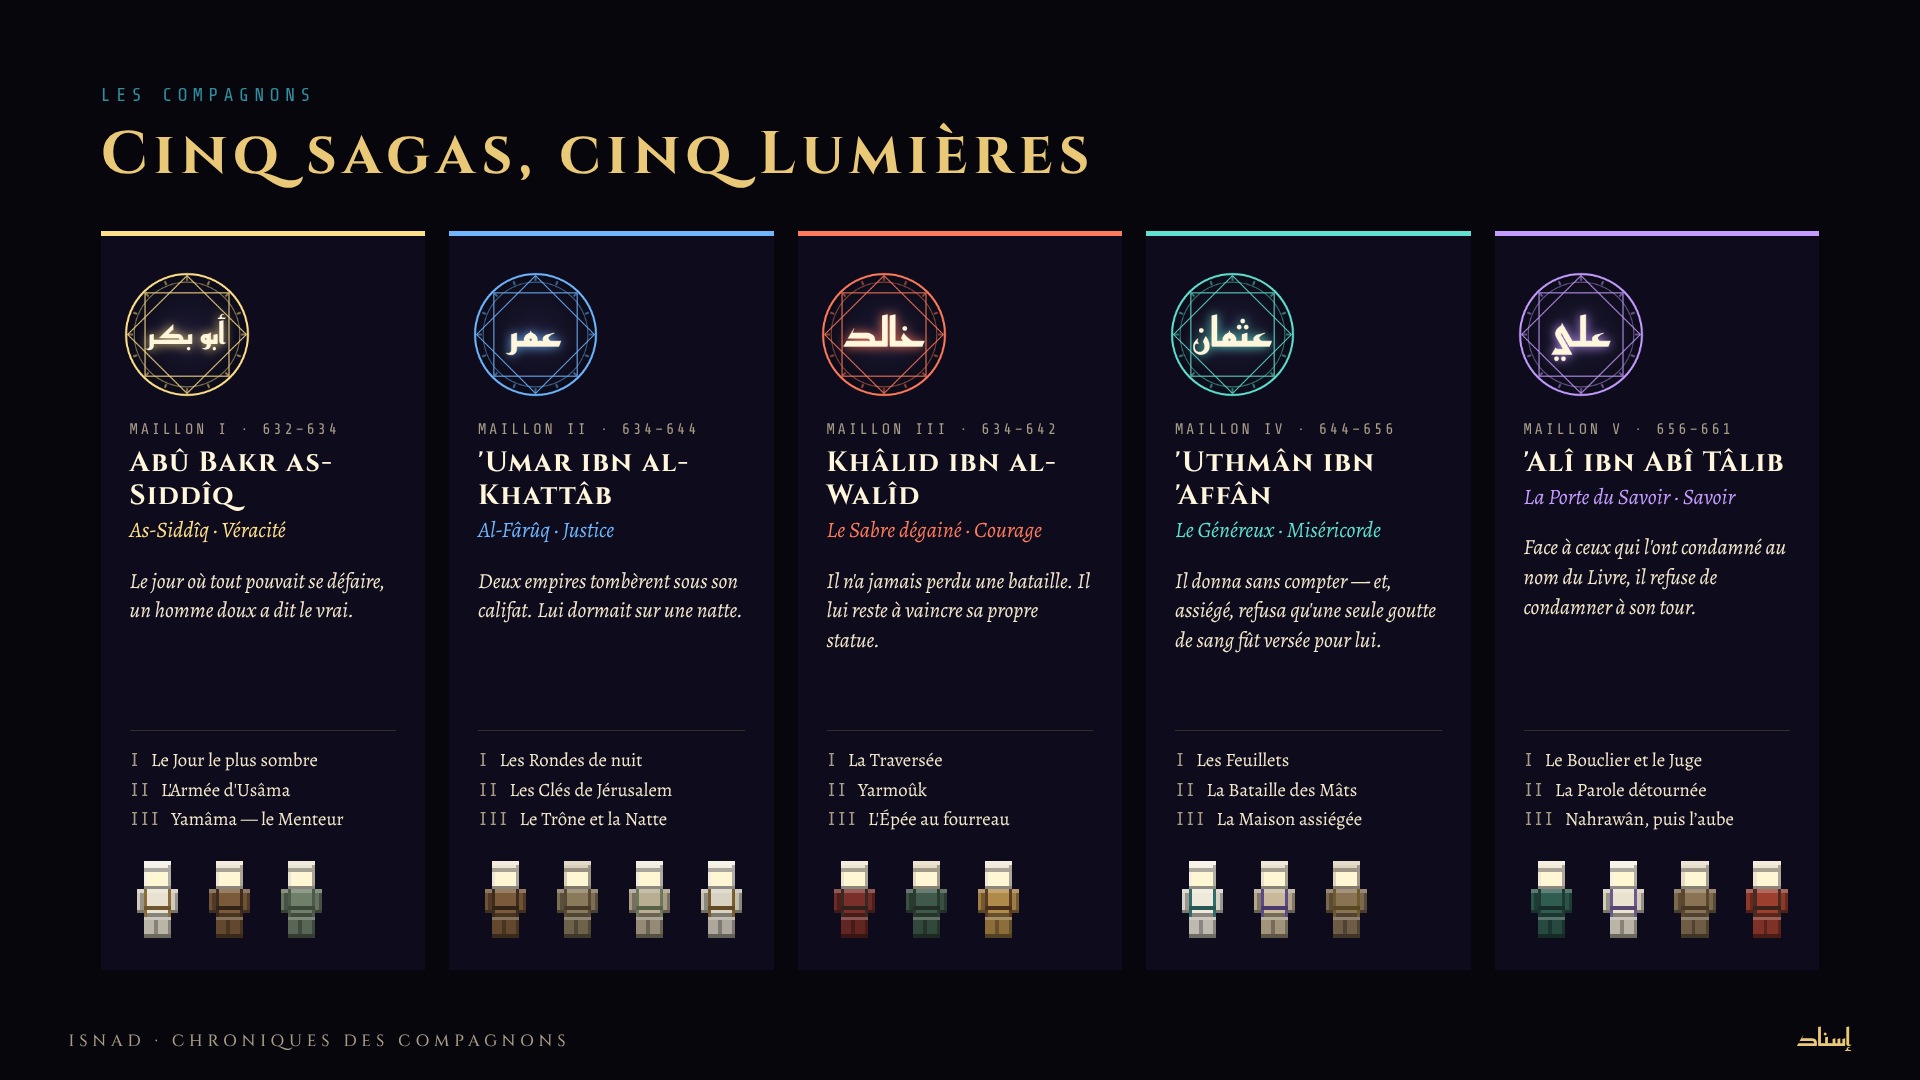 LES COMPAGNONS
Cinq sagas, cinq Lumières
أبو بكر
MAILLON I · 632–634
Abû Bakr as-
Siddîq
As-Siddîq · Véracité
Le jour où tout pouvait se défaire,
un homme doux a dit le vrai.
I Le Jour le plus sombre
II L'Armée d'Usâma
III Yamâma — le Menteur
عمر
MAILLON II · 634–644
'Umar ibn al-
Khattâb
Al-Fârûq · Justice
Deux empires tombèrent sous son
califat. Lui dormait sur une natte.
I Les Rondes de nuit
II Les Clés de Jérusalem
III Le Trône et la Natte
خالد
MAILLON III · 634–642
Khâlid ibn al-
Walîd
Le Sabre dégainé · Courage
Il n'a jamais perdu une bataille. Il
lui reste à vaincre sa propre
statue.
I La Traversée
II Yarmoûk
III L'Épée au fourreau
عثمان
MAILLON IV · 644–656
'Uthmân ibn
'Affân
Le Généreux · Miséricorde
Il donna sans compter — et,
assiégé, refusa qu'une seule goutte
de sang fût versée pour lui.
I Les Feuillets
II La Bataille des Mâts
III La Maison assiégée
علي
MAILLON V · 656–661
'Alî ibn Abî Tâlib
La Porte du Savoir · Savoir
Face à ceux qui l'ont condamné au
nom du Livre, il refuse de
condamner à son tour.
I Le Bouclier et le Juge
II La Parole détournée
III Nahrawân, puis l'aube
ISNAD · CHRONIQUES DES COMPAGNONS
إسناد